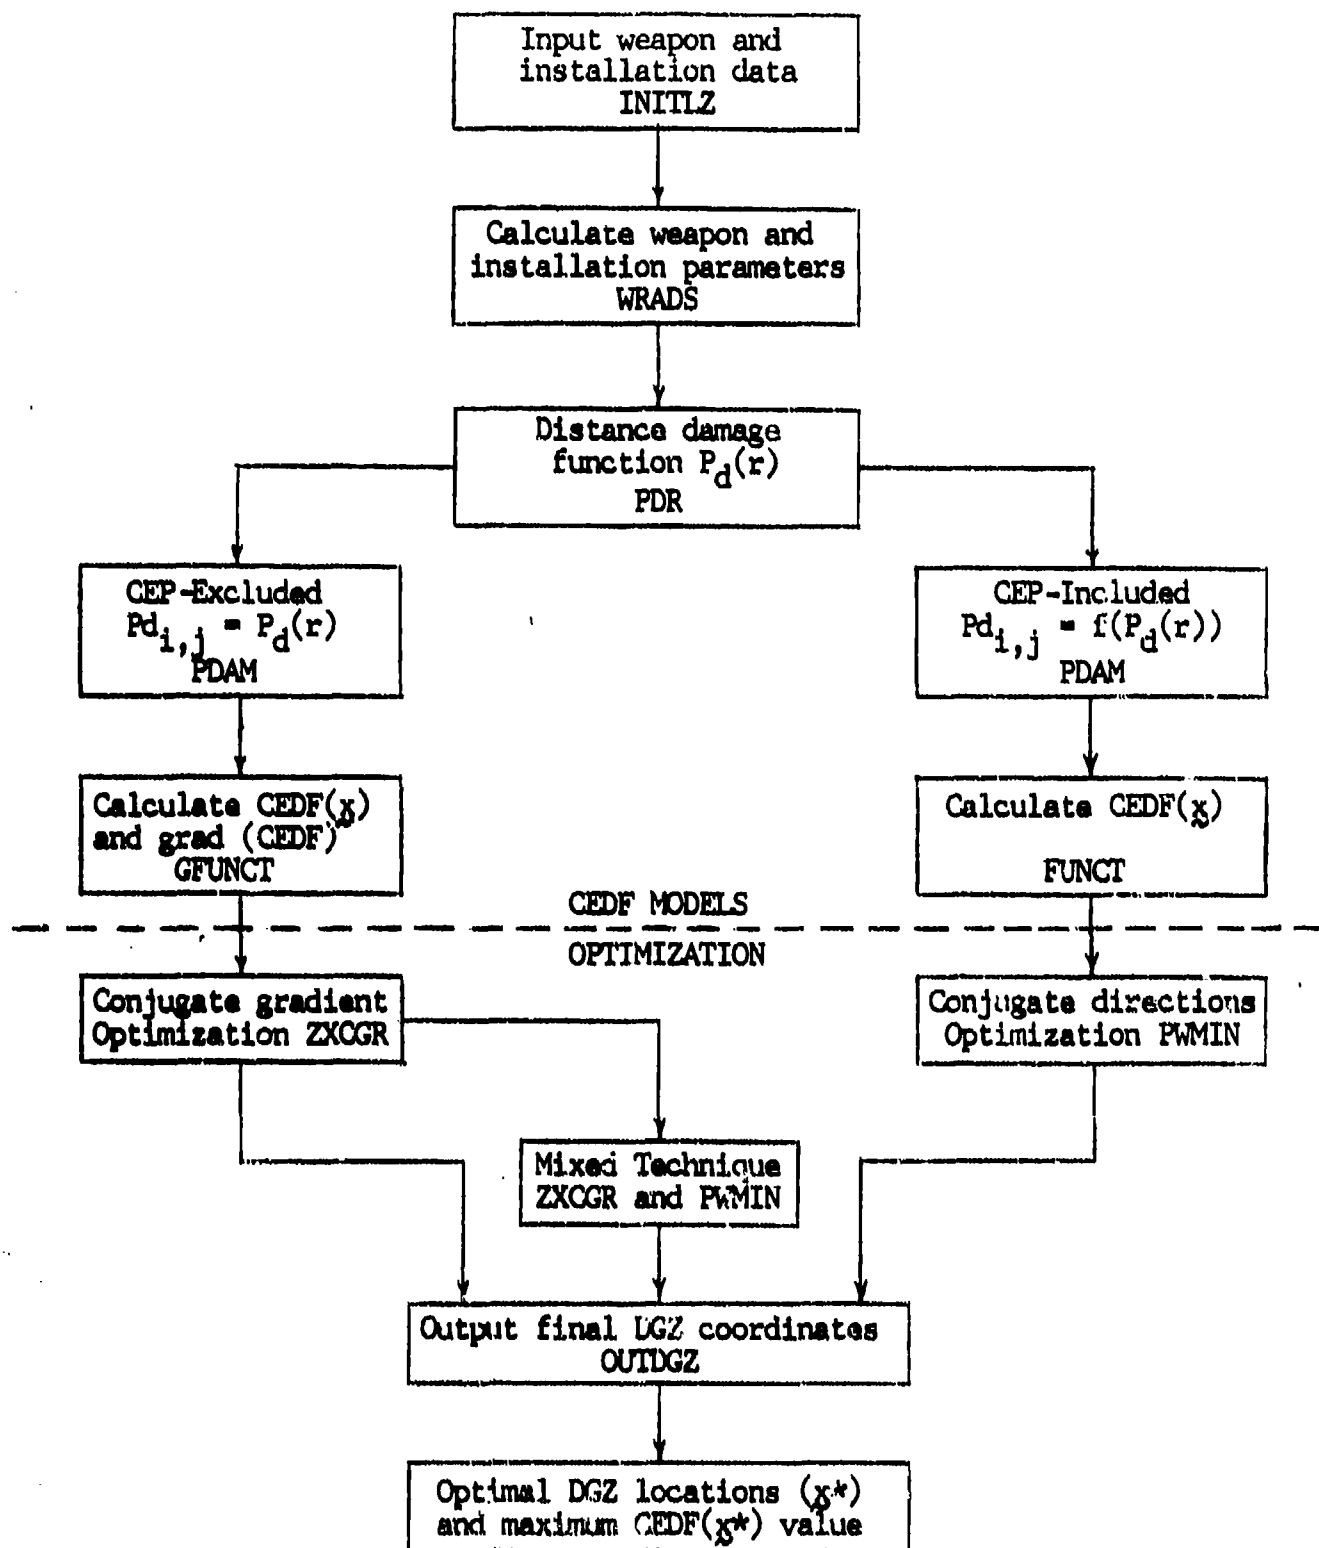 Input weapon and
installation data
INITLZ
Calculate weapon and
installation parameters
WRADS
Distance damage
function P_d(r)
PDR
CEP-Excluded
Pd_i,j = P_d(r)
PDAM
CEP-Included
Pd_i,j = f(P_d(r))
PDAM
Calculate CEDF(x)
and grad (CEDF)
GFUNCT
Calculate CEDF(x)
FUNCT
CEDF MODELS
OPTIMIZATION
Conjugate gradient
Optimization ZXCGR
Conjugate directions
Optimization PWMIN
Mixed Technique
ZXCGR and PWMIN
Output final DGZ coordinates
OUTDGZ
Optimal DGZ locations (x*)
and maximum CEDF(x*) value